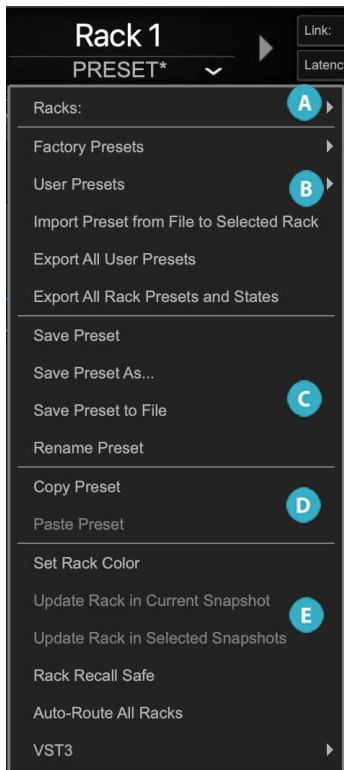 Rack 1
Link:
PRESET*
Latenc
Racks:
A
Factory Presets
User Presets
B
Import Preset from File to Selected Rack
Export All User Presets
Export All Rack Presets and States
Save Preset
Save Preset As...
C
Save Preset to File
Rename Preset
Copy Preset
D
Paste Preset
Set Rack Color
Update Rack in Current Snapshot
E
Update Rack in Selected Snapshots
Rack Recall Safe
Auto-Route All Racks
VST3